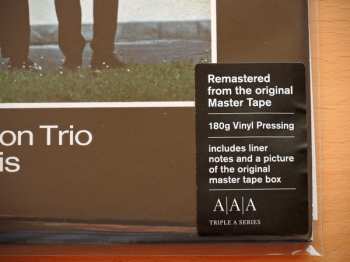 on Trio
is
Remastered
from the original
Master Tape
180g Vinyl Pressing
includes liner
notes and a picture
of the original
master tape box
A|A|A
TRIPLE A SERIES